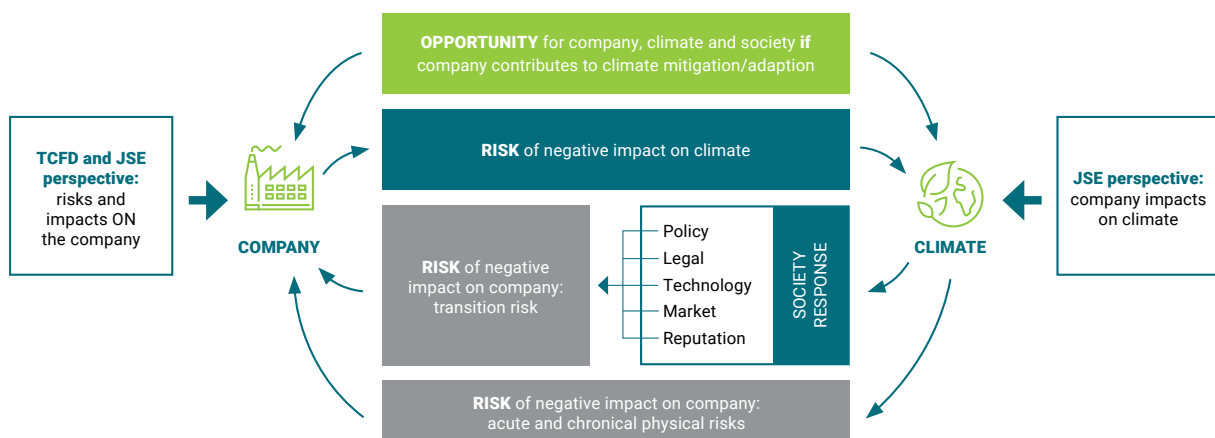 OPPORTUNITY for company, climate and society if
company contributes to climate mitigation/adaption
TCFD and JSE
perspective:
risks and
impacts ON
the company
COMPANY
RISK of negative impact on climate
CLIMATE
JSE perspective:
company impacts
on climate
RISK of negative
impact on company:
transition risk
Policy
Legal
Technology
Market
Reputation
SOCIETY
RESPONSE
RISK of negative impact on company:
acute and chronical physical risks